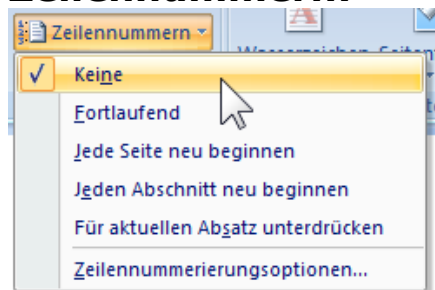 Zeilennummern
Zeilennummern
Keine
Fortlaufend
Jede Seite neu beginnen
Jeden Abschnitt neu beginnen
Für aktuellen Absatz unterdrücken
Zeilennummerierungsoptionen...